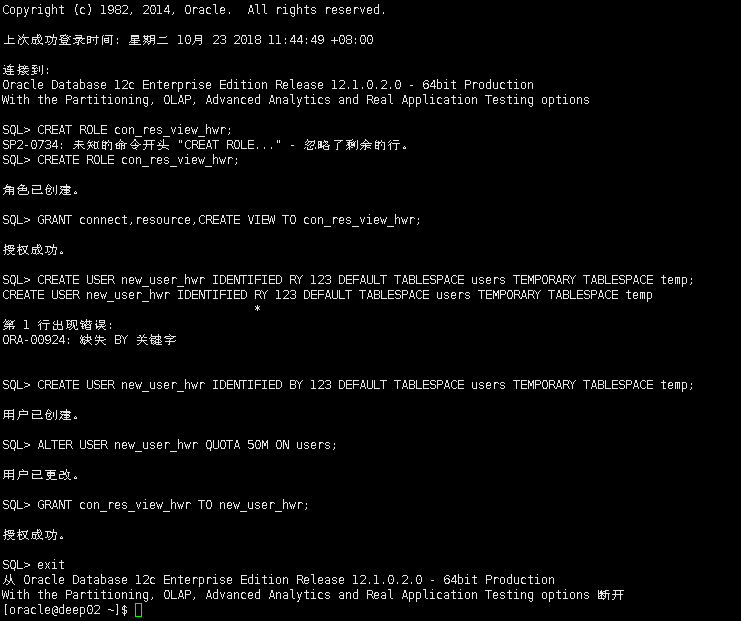 Copyright (c) 1982, 2014, Oracle.  All rights reserved.
上次成功登录时间: 星期二 10月 23 2018 11:44:49 +08:00
连接到:
Oracle Database 12c Enterprise Edition Release 12.1.0.2.0 - 64bit Production
With the Partitioning, OLAP, Advanced Analytics and Real Application Testing options
SQL> CREAT ROLE con_res_view_hwr;
SP2-0734: 未知的命令开头 "CREAT ROLE..." - 忽略了剩余的行。
SQL> CREATE ROLE con_res_view_hwr;
角色已创建。
SQL> GRANT connect,resource,CREATE VIEW TO con_res_view_hwr;
授权成功。
SQL> CREATE USER new_user_hwr IDENTIFIED RY 123 DEFAULT TABLESPACE users TEMPORARY TABLESPACE temp;
CREATE USER new_user_hwr IDENTIFIED RY 123 DEFAULT TABLESPACE users TEMPORARY TABLESPACE temp
*
第 1 行出现错误:
ORA-00924: 缺失 BY 关键字
SQL> CREATE USER new_user_hwr IDENTIFIED BY 123 DEFAULT TABLESPACE users TEMPORARY TABLESPACE temp;
用户已创建。
SQL> ALTER USER new_user_hwr QUOTA 50M ON users;
用户已更改。
SQL> GRANT con_res_view_hwr TO new_user_hwr;
授权成功。
SQL> exit
从 Oracle Database 12c Enterprise Edition Release 12.1.0.2.0 - 64bit Production
With the Partitioning, OLAP, Advanced Analytics and Real Application Testing options 断开
[oracle@deep02 ~]$